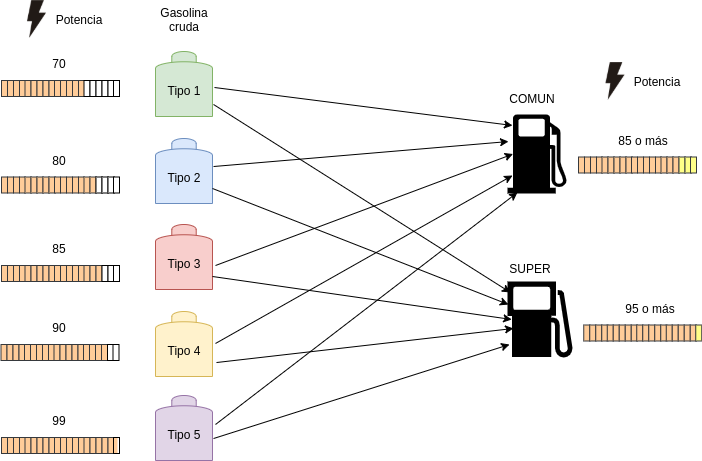 Potencia
Gasolina
cruda
70
Tipo 1
80
Tipo 2
85
Tipo 3
90
Tipo 4
99
Tipo 5
COMUN
Potencia
85 o más
SUPER
95 o más